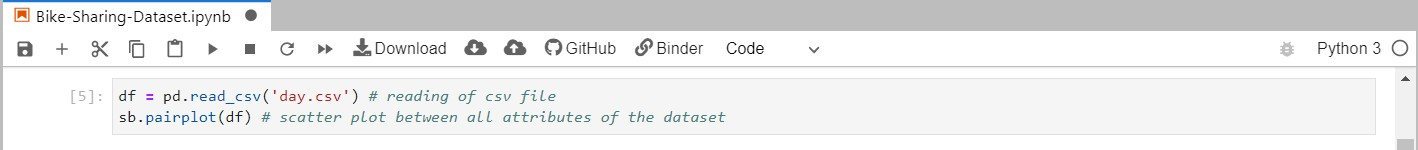 Bike-Sharing-Dataset.ipynb
Download GitHub Binder Code Python 3
[5]: df = pd.read_csv('day.csv') # reading of csv file
sb.pairplot(df) # scatter plot between all attributes of the dataset